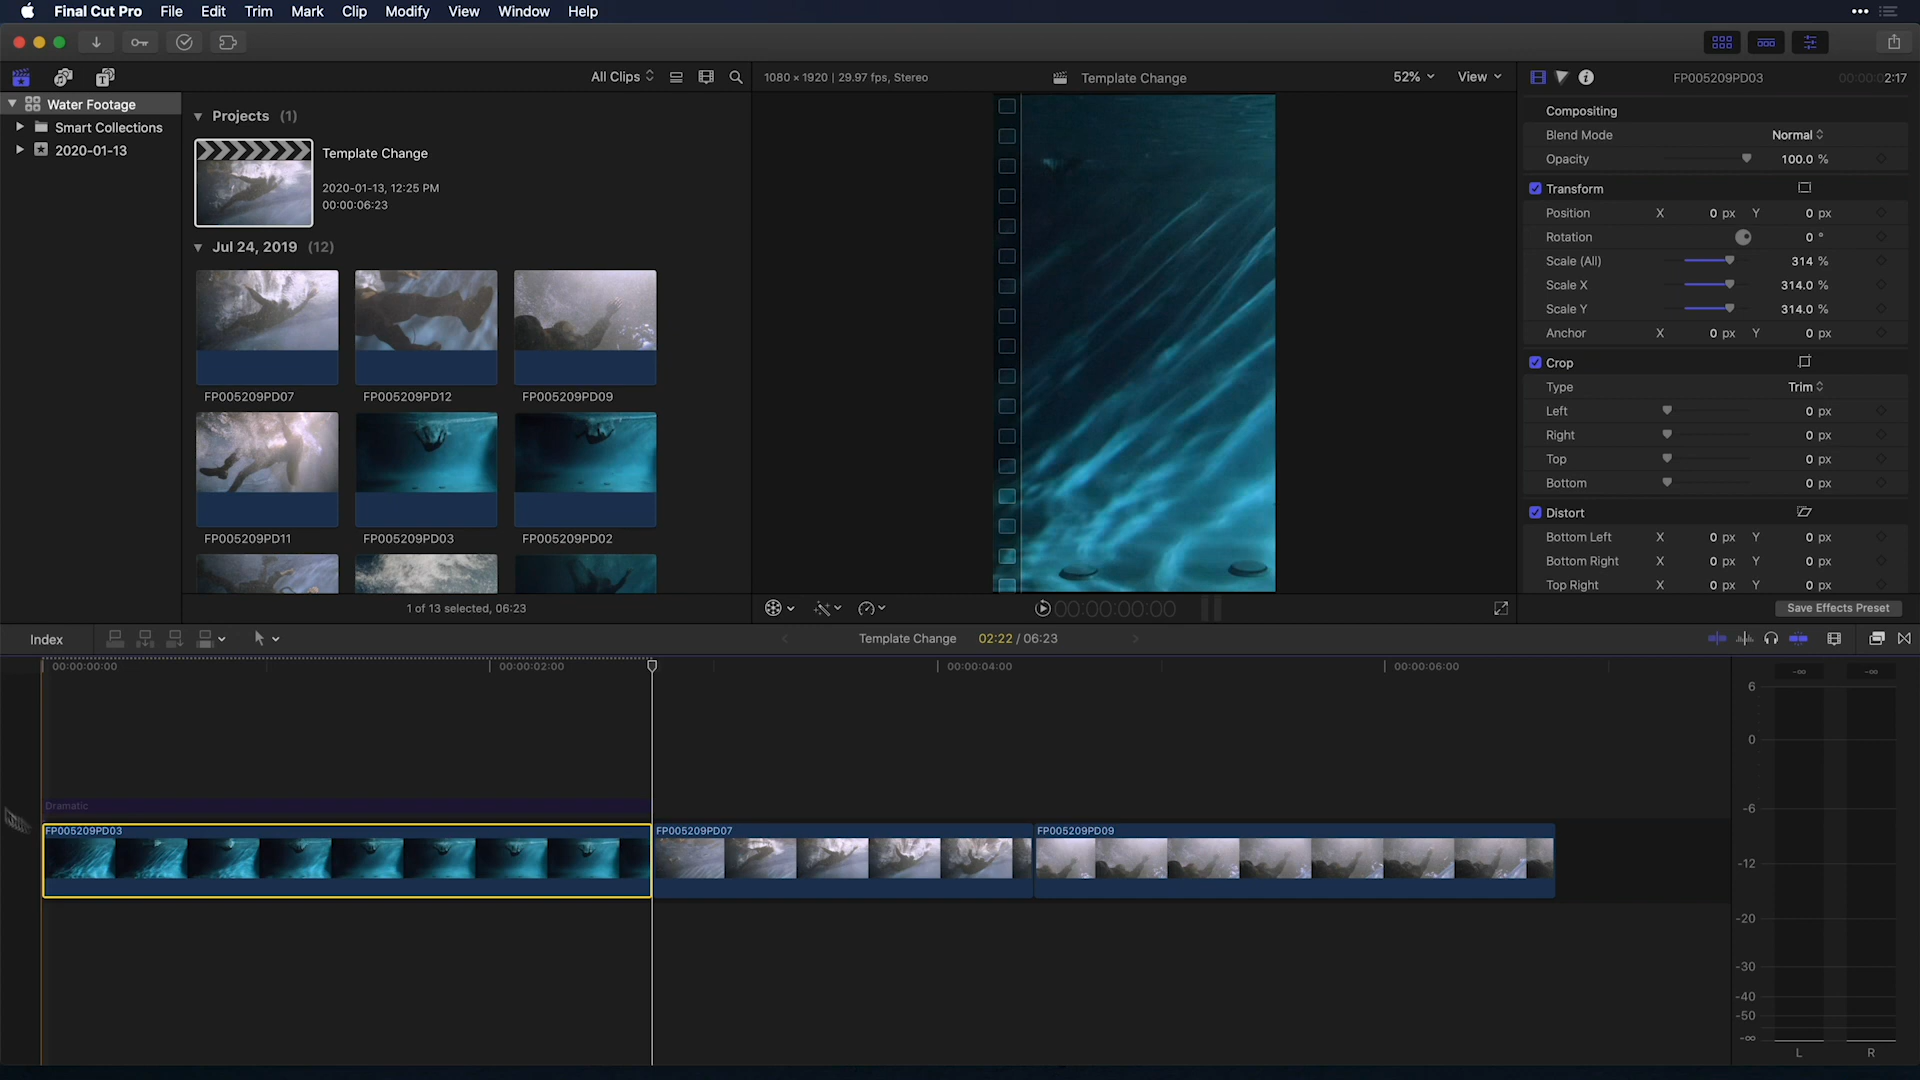 Final Cut Pro File Edit Trim Mark Clip Modify View Window Help
All Clips
1080 × 1920 | 29.97 fps, Stereo
Template Change
52%
View
FP005209PD03
00:00:02:17
Water Footage
Smart Collections
2020-01-13
Projects (1)
Template Change
2020-01-13, 12:25 PM
00:00:06:23
Jul 24, 2019 (12)
FP005209PD07
FP005209PD12
FP005209PD09
FP005209PD11
FP005209PD03
FP005209PD02
1 of 13 selected, 06:23
00:00:00:00
Compositing
Blend Mode Normal
Opacity 100.0 %
Transform
Position X 0 px Y 0 px
Rotation 0 °
Scale (All) 314 %
Scale X 314.0 %
Scale Y 314.0 %
Anchor X 0 px Y 0 px
Crop
Type Trim
Left 0 px
Right 0 px
Top 0 px
Bottom 0 px
Distort
Bottom Left X 0 px Y 0 px
Bottom Right X 0 px Y 0 px
Top Right X 0 px Y 0 px
Save Effects Preset
Index
Template Change 02:22 / 06:23
00:00:00:00
00:00:02:00
00:00:04:00
00:00:06:00
Dramatic
FP005209PD03
FP005209PD07
FP005209PD09
-∞ -∞
6
0
-6
-12
-20
-30
-40
-50
-∞
L R